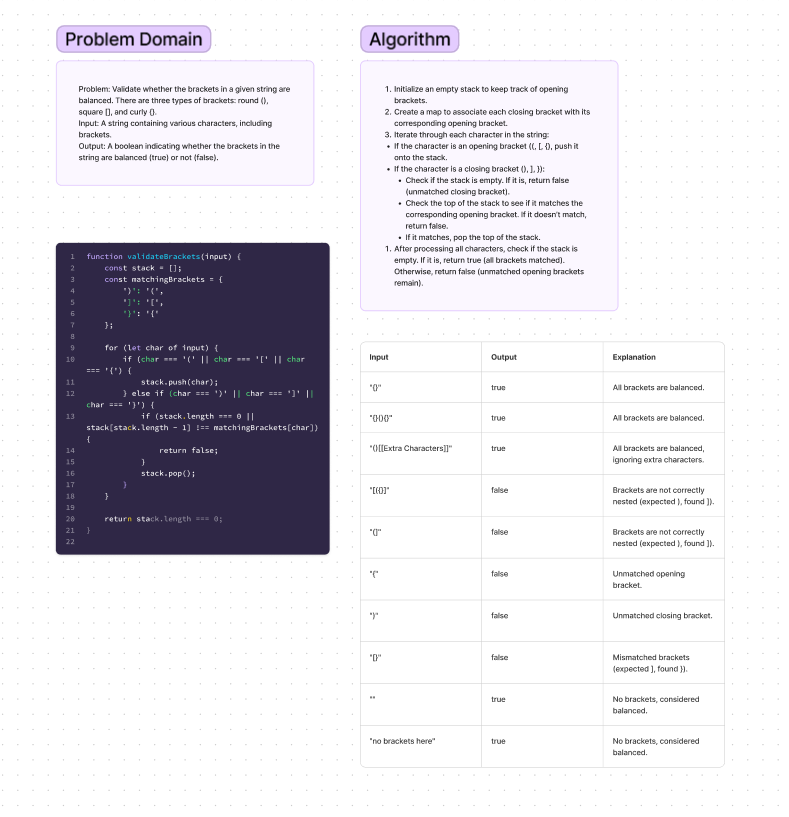 Problem Domain
Problem: Validate whether the brackets in a given string are
balanced. There are three types of brackets: round (),
square [], and curly {}.
Input: A string containing various characters, including
brackets.
Output: A boolean indicating whether the brackets in the
string are balanced (true) or not (false).
Algorithm
1. Initialize an empty stack to keep track of opening
brackets.
2. Create a map to associate each closing bracket with its
corresponding opening bracket.
3. Iterate through each character in the string:
• If the character is an opening bracket ((, [, {), push it
onto the stack.
• If the character is a closing bracket (), ], }):
• Check if the stack is empty. If it is, return false
(unmatched closing bracket).
• Check the top of the stack to see if it matches the
corresponding opening bracket. If it doesn't match,
return false.
• If it matches, pop the top of the stack.
1. After processing all characters, check if the stack is
empty. If it is, return true (all brackets matched).
Otherwise, return false (unmatched opening brackets
remain).
1 function validateBrackets(input) {
2 const stack = [];
3 const matchingBrackets = {
4 ')': '(',
5 ']': '[',
6 '}': '{'
7 };
8
9 for (let char of input) {
10 if (char === '(' || char === '[' || char
=== '{') {
11 stack.push(char);
12 } else if (char === ')' || char === ']' ||
char === '}') {
13 if (stack.length === 0 ||
stack[stack.length - 1] !== matchingBrackets[char])
{
14 return false;
15 }
16 stack.pop();
17 }
18 }
19
20 return stack.length === 0;
21 }
22
Input Output Explanation
"{}" true All brackets are balanced.
"{}(){}" true All brackets are balanced.
"()[[Extra Characters]]" true All brackets are balanced,
ignoring extra characters.
"[({}]" false Brackets are not correctly
nested (expected ), found ]).
"(]" false Brackets are not correctly
nested (expected ), found ]).
"(" false Unmatched opening
bracket.
")" false Unmatched closing bracket.
"[}" false Mismatched brackets
(expected ], found }).
"" true No brackets, considered
balanced.
"no brackets here" true No brackets, considered
balanced.